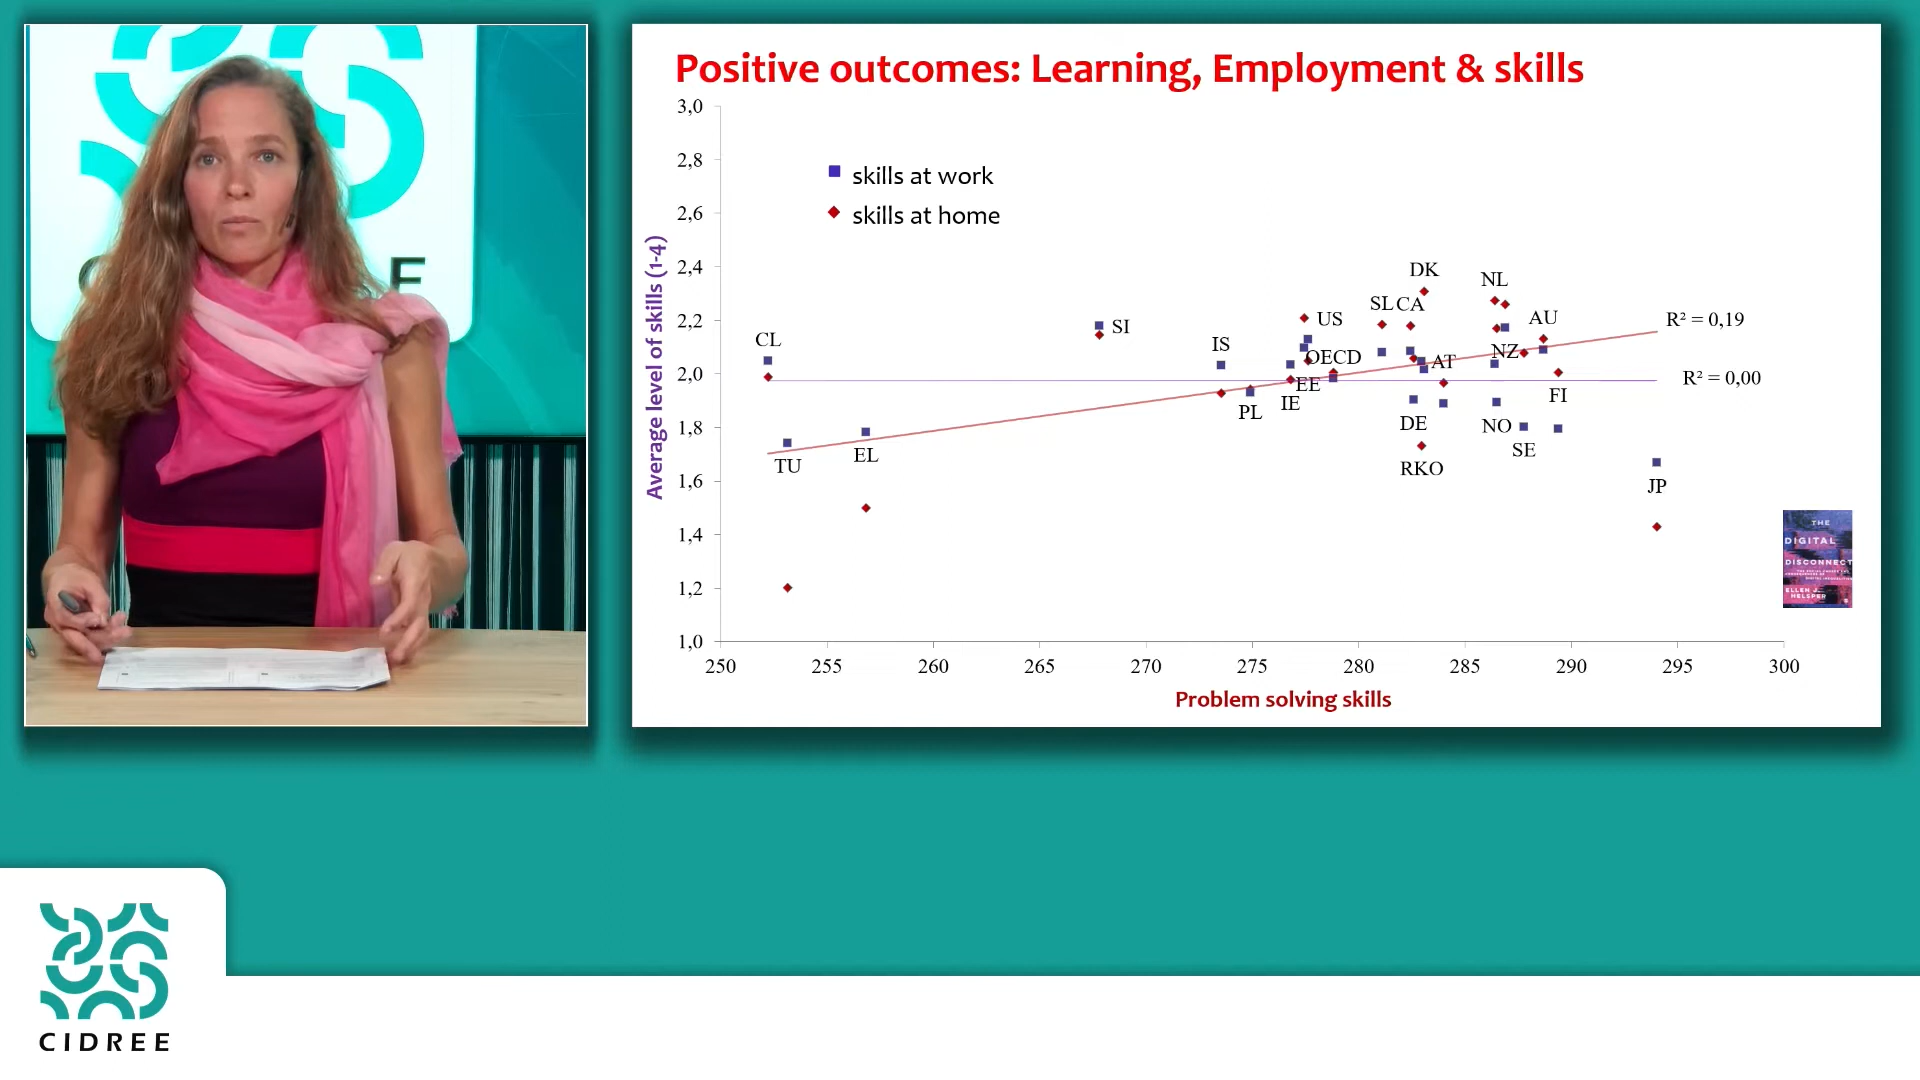 Positive outcomes: Learning, Employment & skills
3,0
2,8
2,6
2,4
2,2
2,0
1,8
1,6
1,4
1,2
1,0
Average level of skills (1-4)
skills at work
skills at home
CL
TU
EL
SI
IS
PL
US
OECD
EE
IE
SL
CA
DK
AT
DE
RKO
NL
NZ
NO
SE
AU
FI
JP
R² = 0,19
R² = 0,00
250
255
260
265
270
275
280
285
290
295
300
Problem solving skills
THE
DIGITAL
DISCONNECT
ELLEN J.
HELSPER
E
CIDREE